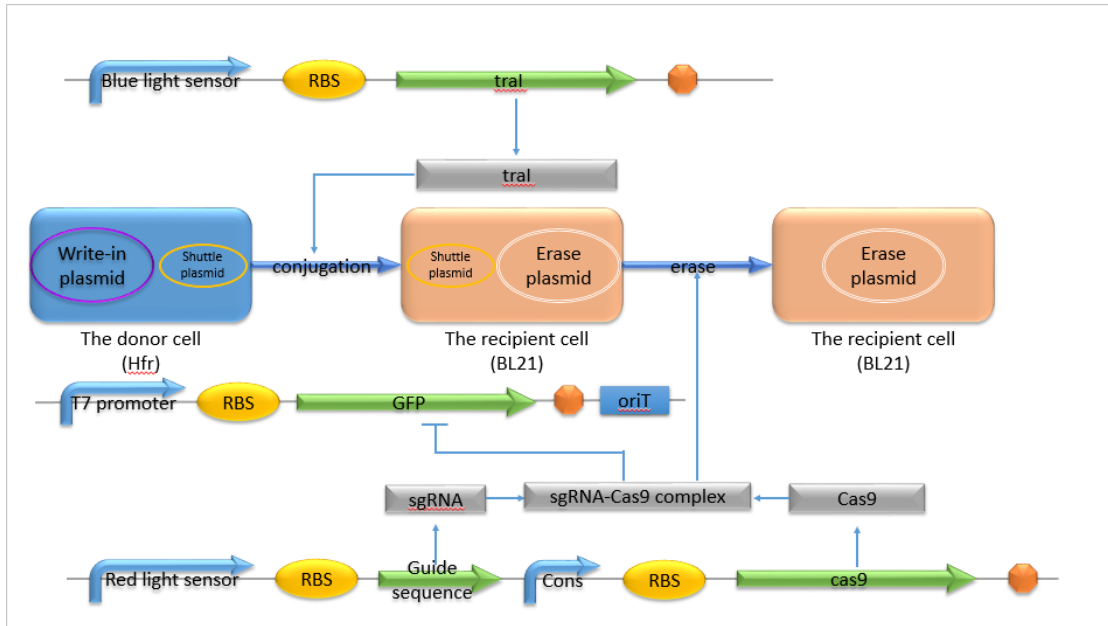 Blue light sensor
RBS
traI
traI
Write-in
plasmid
Shuttle
plasmid
conjugation
Shuttle
plasmid
Erase
plasmid
erase
Erase
plasmid
The donor cell
(Hfr)
The recipient cell
(BL21)
The recipient cell
(BL21)
T7 promoter
RBS
GFP
oriT
sgRNA
sgRNA-Cas9 complex
Cas9
Red light sensor
RBS
Guide
sequence
Cons
RBS
cas9